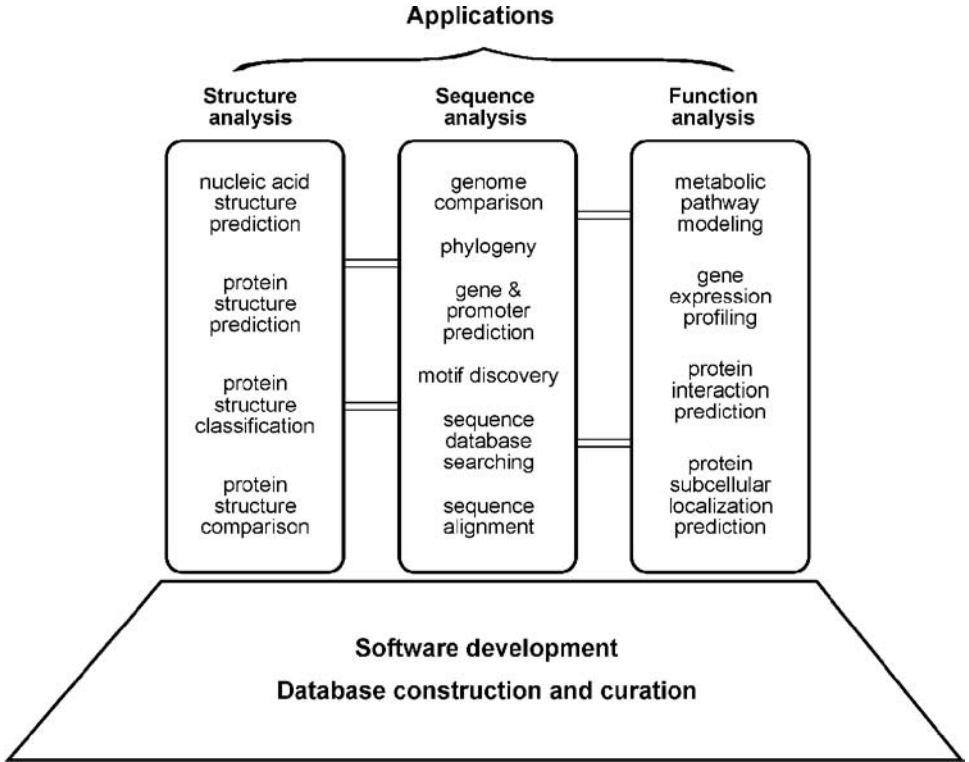 Applications
Structure
analysis
Sequence
analysis
Function
analysis
nucleic acid
structure
prediction
protein
structure
prediction
protein
structure
classification
protein
structure
comparison
genome
comparison
phylogeny
gene &
promoter
prediction
motif discovery
sequence
database
searching
sequence
alignment
metabolic
pathway
modeling
gene
expression
profiling
protein
interaction
prediction
protein
subcellular
localization
prediction
Software development
Database construction and curation